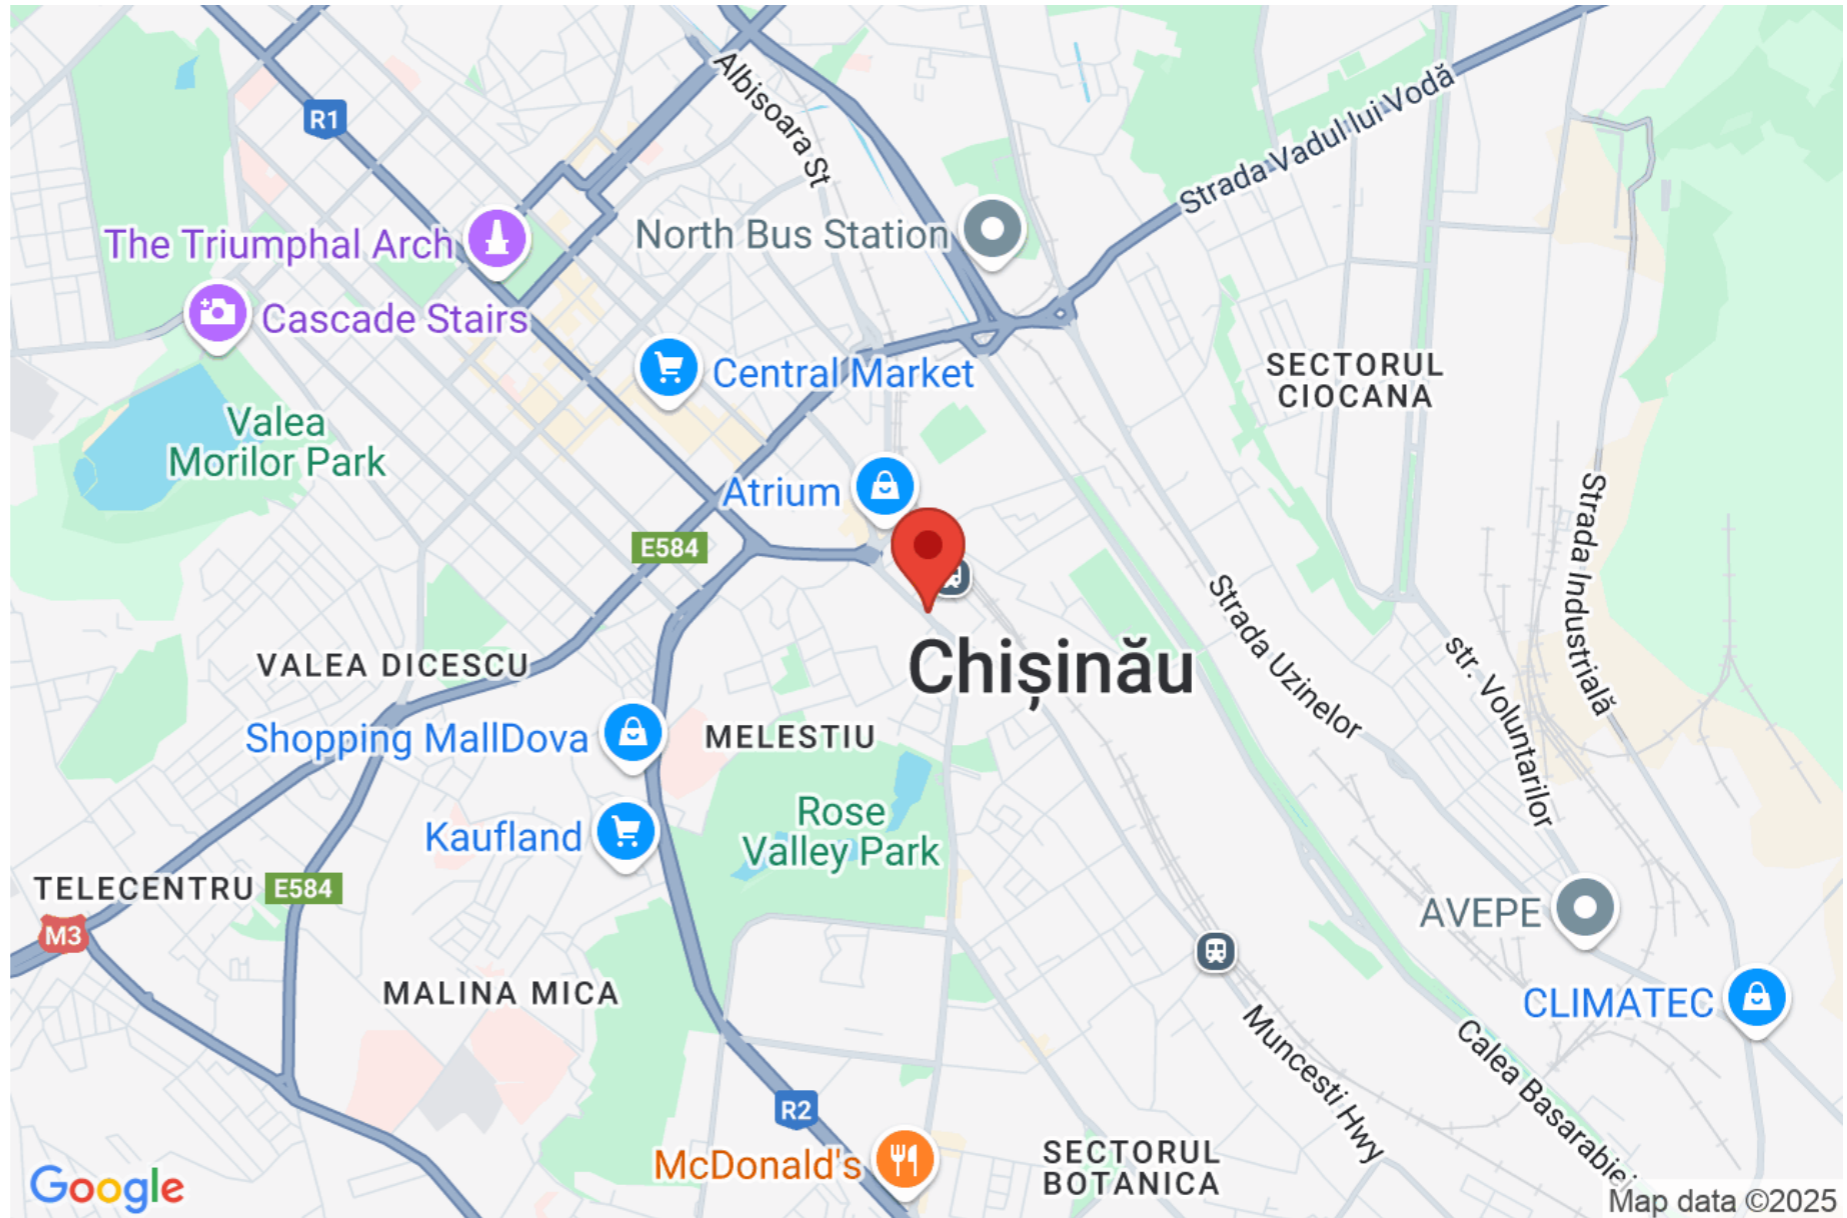 Albisoara St
R1
Strada Vadul lui Vodă
The Triumphal Arch
North Bus Station
Cascade Stairs
Central Market
SECTORUL
CIOCANA
Valea
Morilor Park
Atrium
E584
Strada Industrială
Chișinău
Strada Uzinelor
str. Voluntarilor
VALEA DICESCU
Shopping MallDova
MELESTIU
Rose
Valley Park
Kaufland
TELECENTRU
E584
M3
AVEPE
MALINA MICA
CLIMATEC
Muncesti Hwy
Calea Basarabiei
R2
McDonald's
SECTORUL
BOTANICA
Google
Map data ©2025